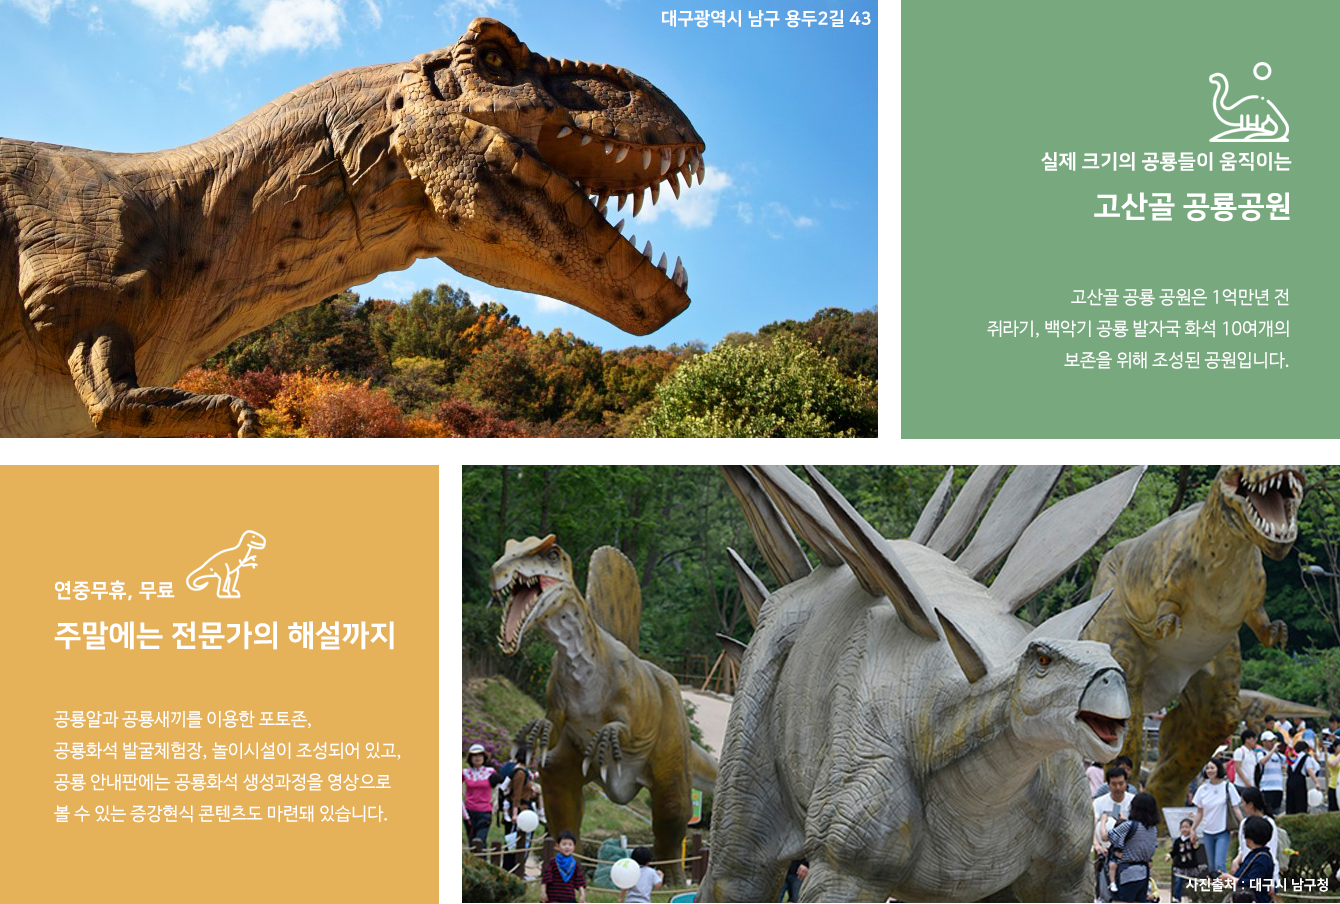 대구광역시 남구 용두2길 43
실제 크기의 공룡들이 움직이는
고산골 공룡공원
고산골 공룡 공원은 1억만년 전
쥐라기, 백악기 공룡 발자국 화석 10여개의
보존을 위해 조성된 공원입니다.
연중무휴, 무료
주말에는 전문가의 해설까지
공룡알과 공룡새끼를 이용한 포토존,
공룡화석 발굴체험장, 놀이시설이 조성되어 있고,
공룡 안내판에는 공룡화석 생성과정을 영상으로
볼 수 있는 증강현식 콘텐츠도 마련돼 있습니다.
사진출처 : 대구시 남구청